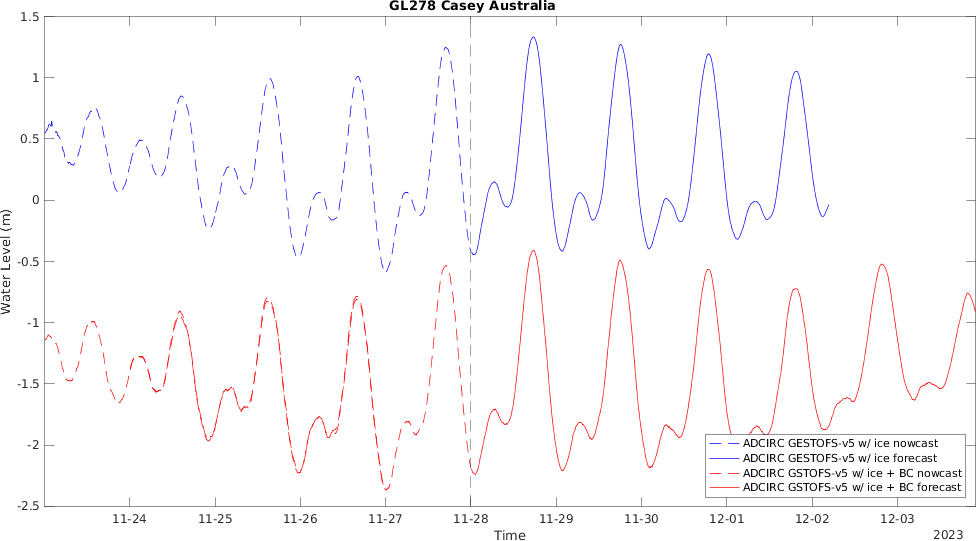 GL278 Casey Australia
1.5
1
0.5
0
-0.5
-1
-1.5
-2
-2.5
Water Level (m)
11-24
11-25
11-26
11-27
11-28
11-29
11-30
12-01
12-02
12-03
Time
2023
ADCIRC GESTOFS-v5 w/ ice nowcast
ADCIRC GESTOFS-v5 w/ ice forecast
ADCIRC GSTOFS-v5 w/ ice + BC nowcast
ADCIRC GSTOFS-v5 w/ ice + BC forecast